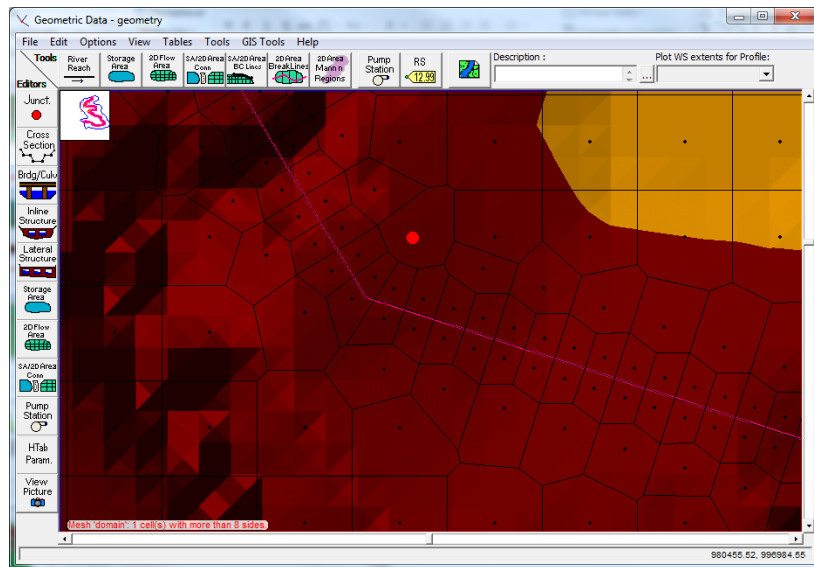 Geometric Data - geometry
File Edit Options View Tables Tools GIS Tools Help
Tools
Editors
River
Reach
Storage
Area
2D Flow
Area
SA/2D Area
Conn
SA/2D Area
BC Lines
2D Area
BreakLines
2D Area
Mann n
Regions
Pump
Station
RS
12.99
Description :
...
Plot WS extents for Profile:
Junct.
Cross
Section
Brdg/Culv
Inline
Structure
Lateral
Structure
Storage
Area
2D Flow
Area
SA/2D Area
Conn
Pump
Station
HTab
Param.
View
Picture
Mesh 'domain': 1 cell(s) with more than 8 sides.
980455.52, 996984.55